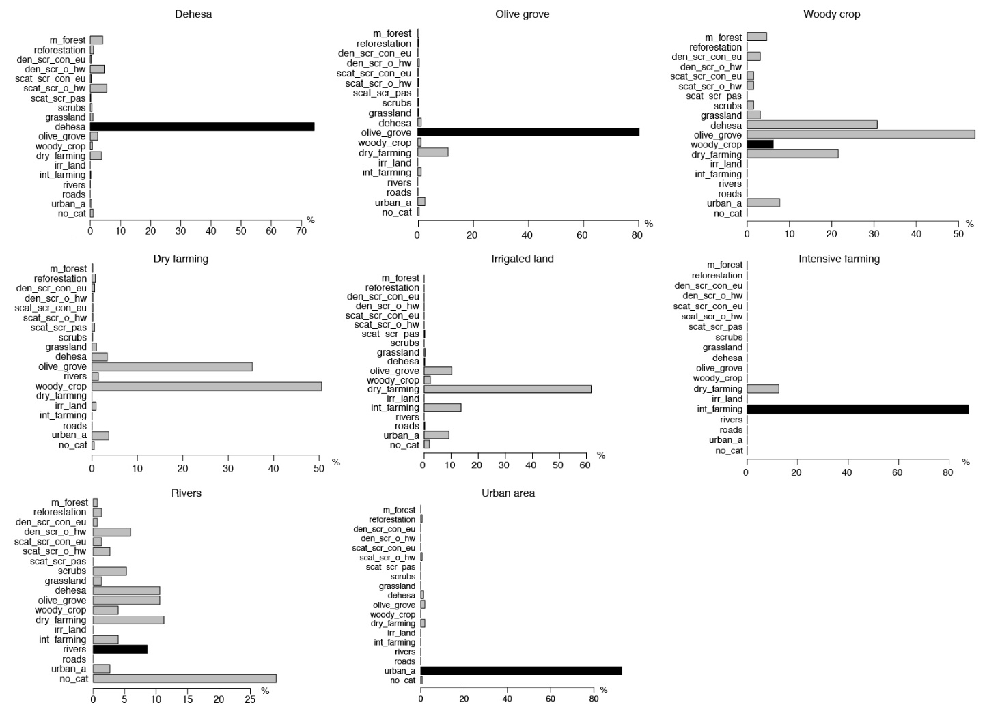 Dehesa
m_forest
reforestation
den_scr_con_eu
den_scr_o_hw
scat_scr_con_eu
scat_scr_o_hw
scat_scr_pas
scrubs
grassland
dehesa
olive_grove
woody_crop
dry_farming
irr_land
int_farming
rivers
roads
urban_a
no_cat
0 10 20 30 40 50 60 70 %
Olive grove
m_forest
reforestation
den_scr_con_eu
den_scr_o_hw
scat_scr_con_eu
scat_scr_o_hw
scat_scr_pas
scrubs
grassland
dehesa
olive_grove
woody_crop
dry_farming
irr_land
int_farming
rivers
roads
urban_a
no_cat
0 20 40 60 80 %
Woody crop
m_forest
reforestation
den_scr_con_eu
den_scr_o_hw
scat_scr_con_eu
scat_scr_o_hw
scat_scr_pas
scrubs
grassland
dehesa
olive_grove
woody_crop
dry_farming
irr_land
int_farming
rivers
roads
urban_a
no_cat
0 10 20 30 40 50 %
Dry farming
m_forest
reforestation
den_scr_con_eu
den_scr_o_hw
scat_scr_con_eu
scat_scr_o_hw
scat_scr_pas
scrubs
grassland
dehesa
olive_grove
rivers
woody_crop
dry_farming
irr_land
int_farming
roads
urban_a
no_cat
0 10 20 30 40 50 %
Irrigated land
m_forest
reforestation
den_scr_con_eu
den_scr_o_hw
scat_scr_con_eu
scat_scr_o_hw
scat_scr_pas
scrubs
grassland
dehesa
olive_grove
woody_crop
dry_farming
irr_land
int_farming
rivers
roads
urban_a
no_cat
0 10 20 30 40 50 60 %
Intensive farming
m_forest
reforestation
den_scr_con_eu
den_scr_o_hw
scat_scr_con_eu
scat_scr_o_hw
scat_scr_pas
scrubs
grassland
dehesa
olive_grove
woody_crop
dry_farming
irr_land
int_farming
rivers
roads
urban_a
no_cat
0 20 40 60 80 %
Rivers
m_forest
reforestation
den_scr_con_eu
den_scr_o_hw
scat_scr_con_eu
scat_scr_o_hw
scat_scr_pas
scrubs
grassland
dehesa
olive_grove
woody_crop
dry_farming
irr_land
int_farming
rivers
roads
urban_a
no_cat
0 5 10 15 20 25 %
Urban area
m_forest
reforestation
den_scr_con_eu
den_scr_o_hw
scat_scr_con_eu
scat_scr_o_hw
scat_scr_pas
scrubs
grassland
dehesa
olive_grove
woody_crop
dry_farming
irr_land
int_farming
rivers
roads
urban_a
no_cat
0 20 40 60 80 %